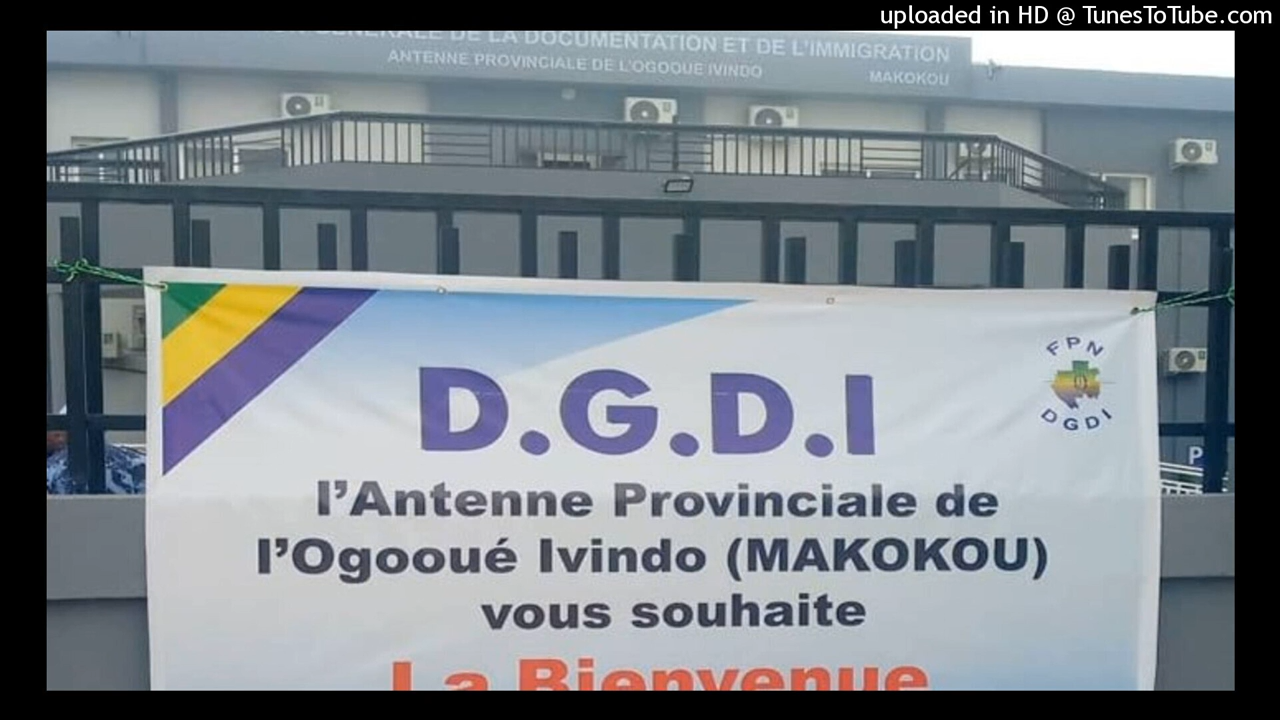 uploaded in HD @ TunesToTube.com
GENERALE DE LA DOCUMENTATION ET DE L'IMMIGRATION
ANTENNE PROVINCIALE DE L'OGOOUE IVINDO MAKOKOU
FPN
DGDI
D.G.D.I
l'Antenne Provinciale de
l'Ogooué Ivindo (MAKOKOU)
vous souhaite
La Bienvenue